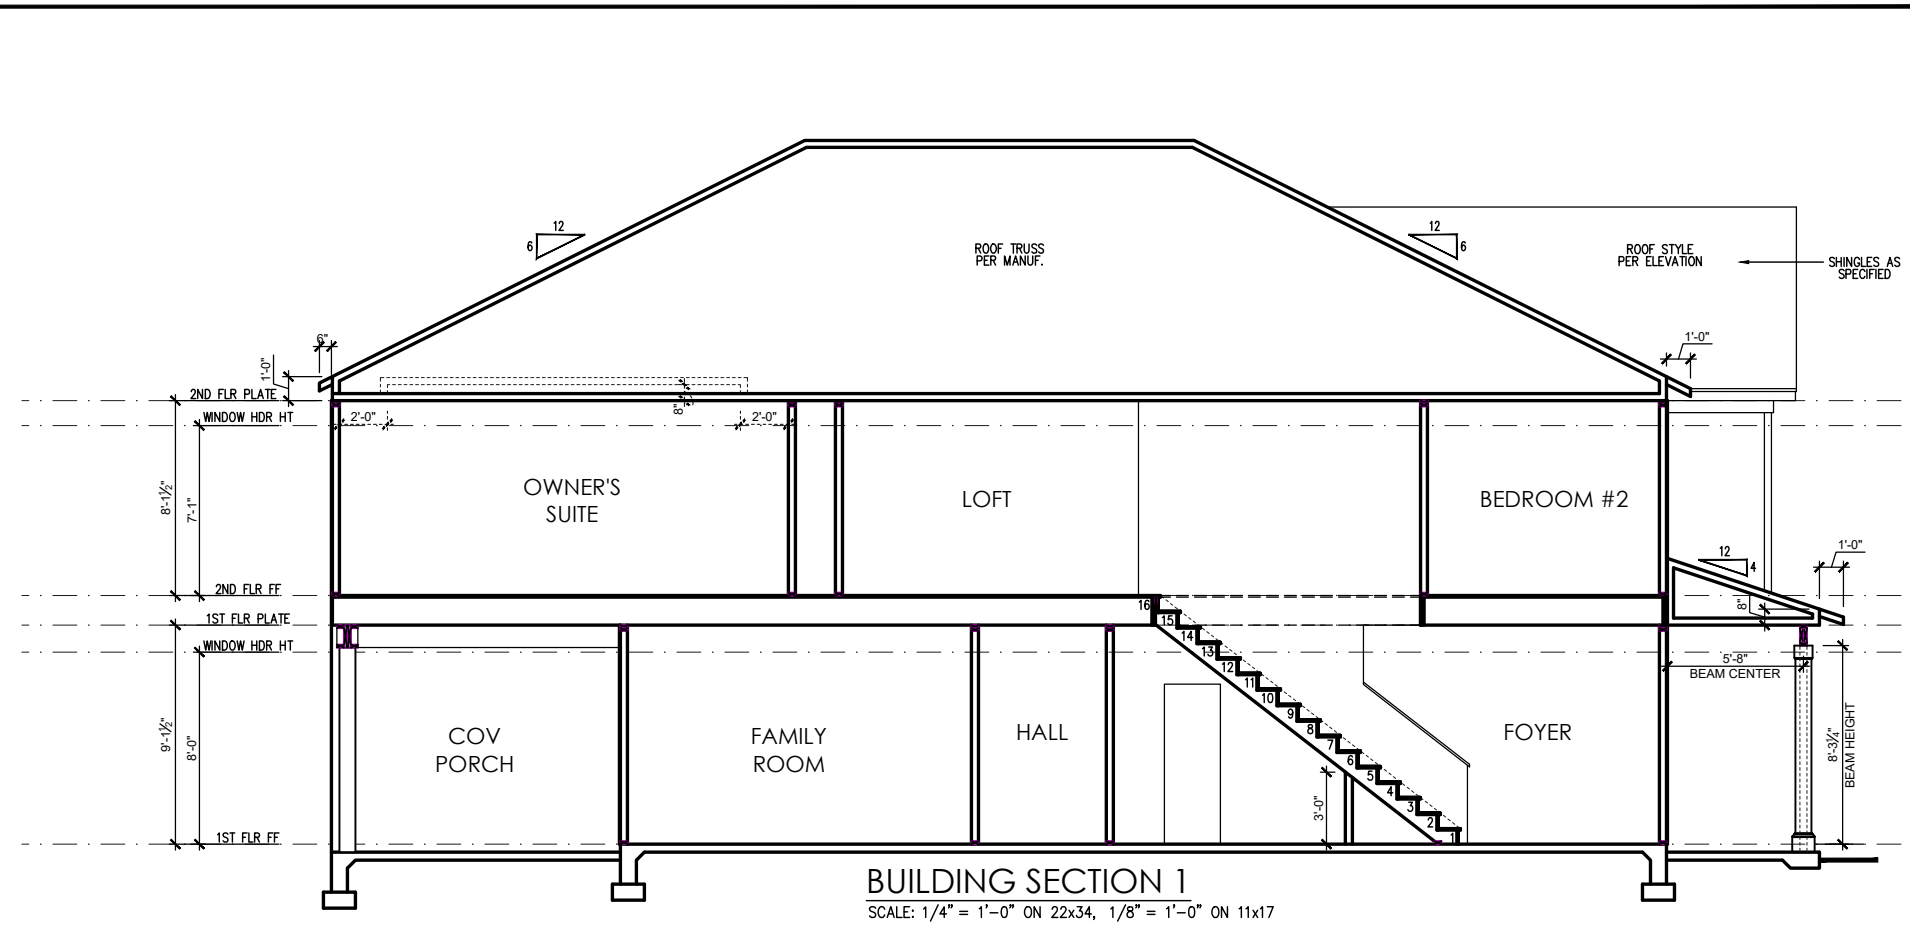 12
6
ROOF TRUSS
PER MANUF.
12
6
ROOF STYLE
PER ELEVATION
SHINGLES AS
SPECIFIED
6"
1'-0"
1'-0"
2ND FLR PLATE
WINDOW HDR HT
2'-0"
8"
2'-0"
8'-1½"
7'-1"
OWNER'S
SUITE
LOFT
BEDROOM #2
12
4
1'-0"
8"
2ND FLR FF
1ST FLR PLATE
WINDOW HDR HT
16
15
14
13
12
11
10
9
8
7
6
5
4
3
2
1
5'-8"
BEAM CENTER
9'-1½"
8'-0"
COV
PORCH
FAMILY
ROOM
HALL
FOYER
3'-0"
8'-3¼"
BEAM HEIGHT
1ST FLR FF
BUILDING SECTION 1
SCALE: 1/4" = 1'-0" ON 22x34, 1/8" = 1'-0" ON 11x17